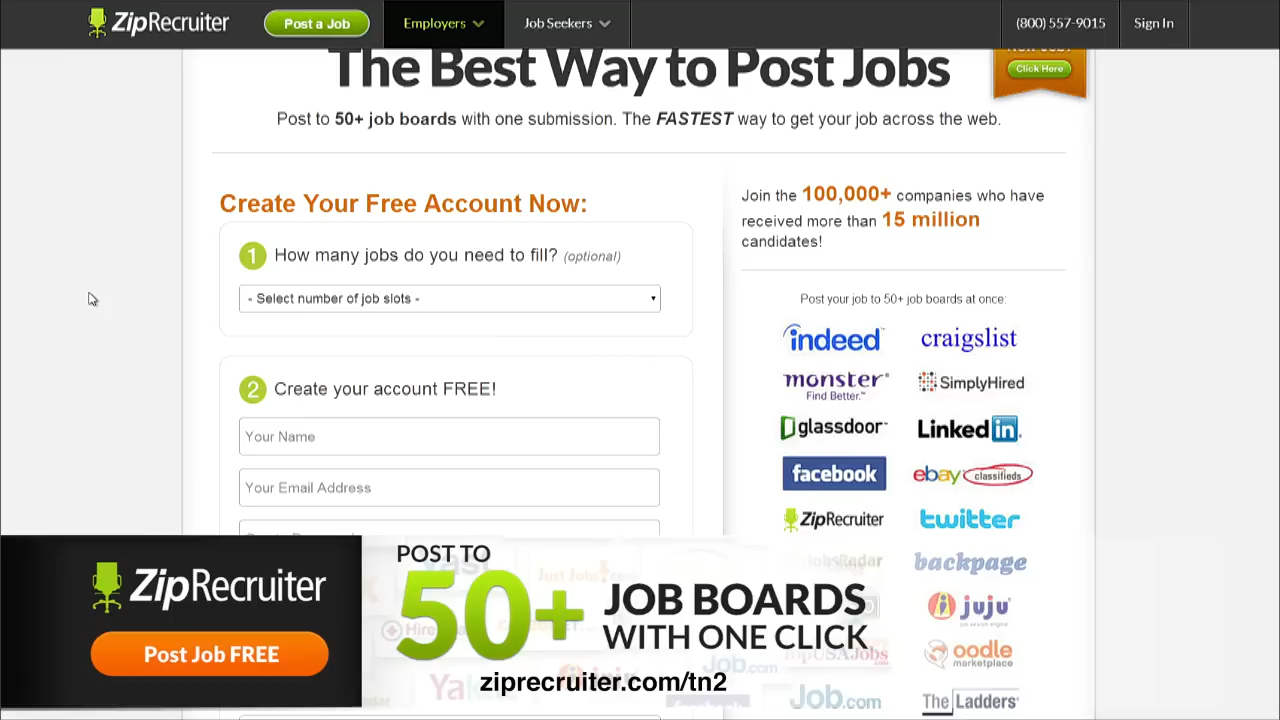 ZipRecruiter
Post a Job
Employers
Job Seekers
(800) 557-9015
Sign In
The Best Way to Post Jobs
Click Here
Post to 50+ job boards with one submission. The FASTEST way to get your job across the web.
Create Your Free Account Now:
1 How many jobs do you need to fill? (optional)
- Select number of job slots -
2 Create your account FREE!
Your Name
Your Email Address
Join the 100,000+ companies who have
received more than 15 million
candidates!
Post your job to 50+ job boards at once:
indeed
craigslist
monster
Find Better.™
SimplyHired
glassdoor
Linked in
facebook
ebay classifieds
ZipRecruiter
twitter
JobsRadar
backpage
juju
oodle
marketplace
Job.com
The Ladders
ZipRecruiter
Post Job FREE
POST TO
50+ JOB BOARDS
WITH ONE CLICK
ziprecruiter.com/tn2
Job.com